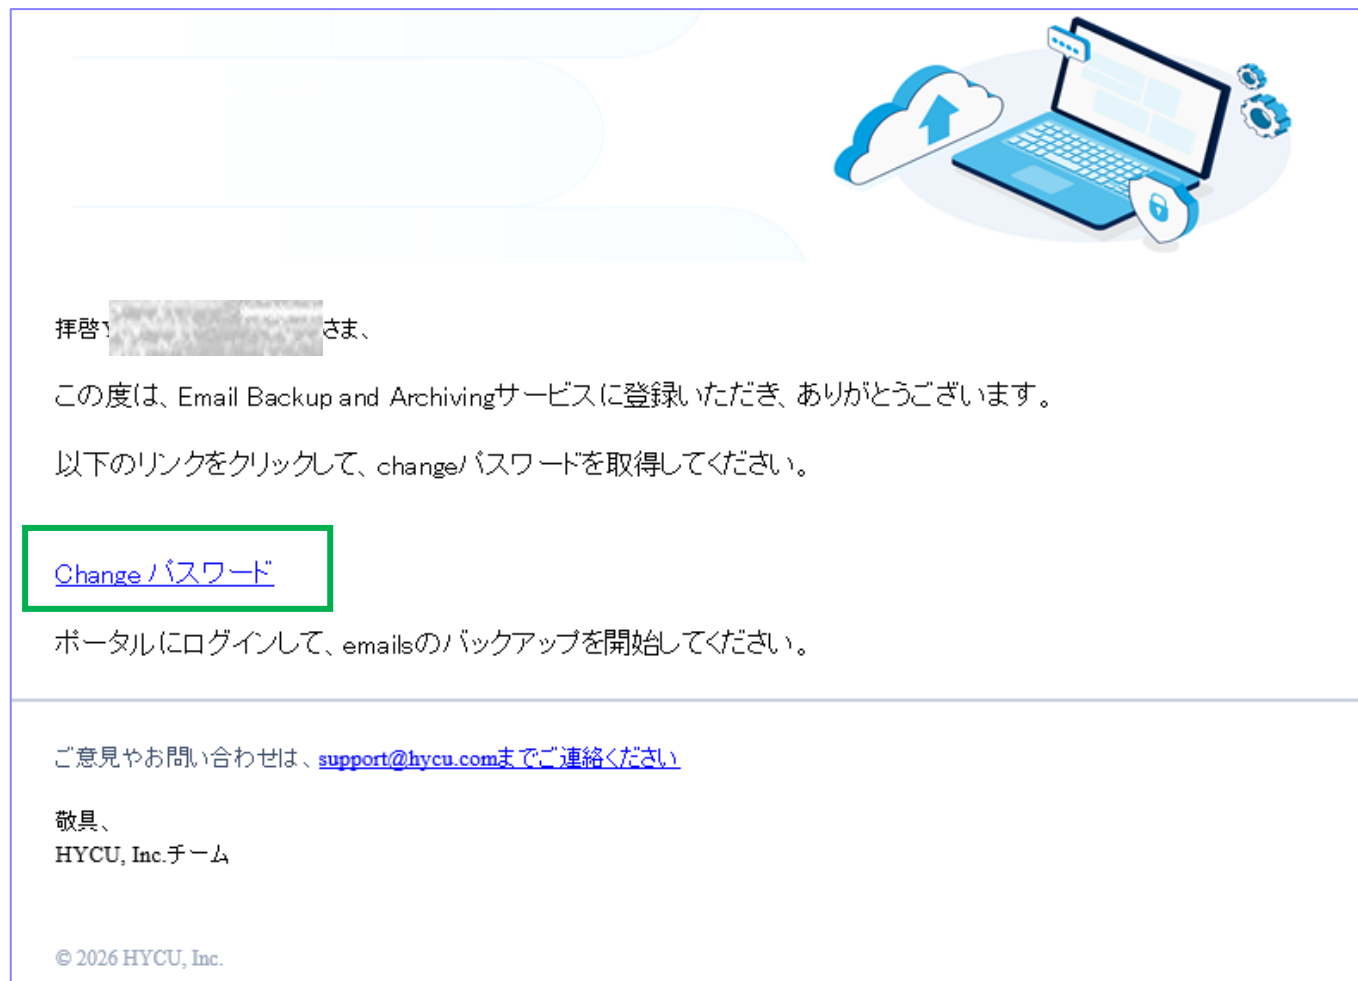 拝啓 さま、
この度は、Email Backup and Archivingサービスに登録いただき、ありがとうございます。
以下のリンクをクリックして、changeパスワードを取得してください。
Change パスワード
ポータルにログインして、emailsのバックアップを開始してください。
ご意見やお問い合わせは、support@hycu.comまでご連絡ください
敬具、
HYCU, Inc.チーム
© 2026 HYCU, Inc.